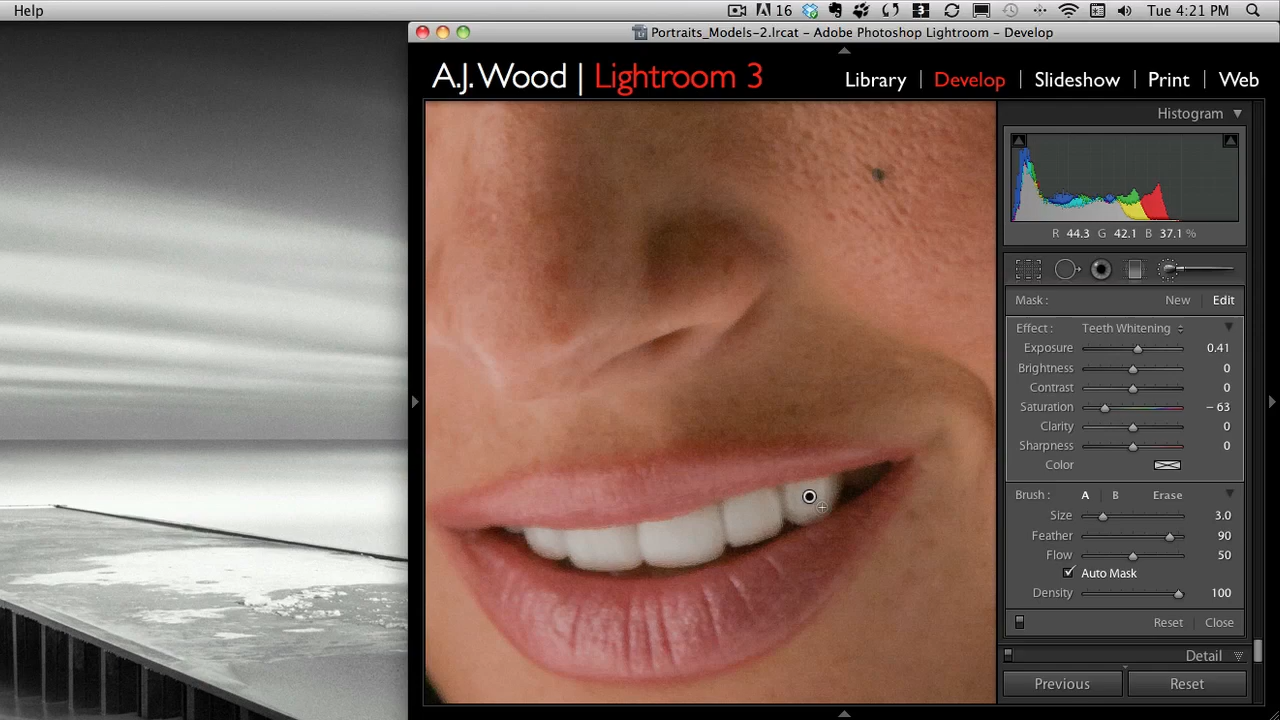 Help
16
3
Tue 4:21 PM
Portraits_Models-2.lrcat - Adobe Photoshop Lightroom - Develop
A.J. Wood | Lightroom 3
Library | Develop | Slideshow | Print | Web
Histogram
R 44.3 G 42.1 B 37.1 %
Mask : New Edit
Effect : Teeth Whitening
Exposure 0.41
Brightness 0
Contrast 0
Saturation – 63
Clarity 0
Sharpness 0
Color
Brush : A B Erase
Size 3.0
Feather 90
Flow 50
Auto Mask
Density 100
Reset Close
Detail
Previous Reset